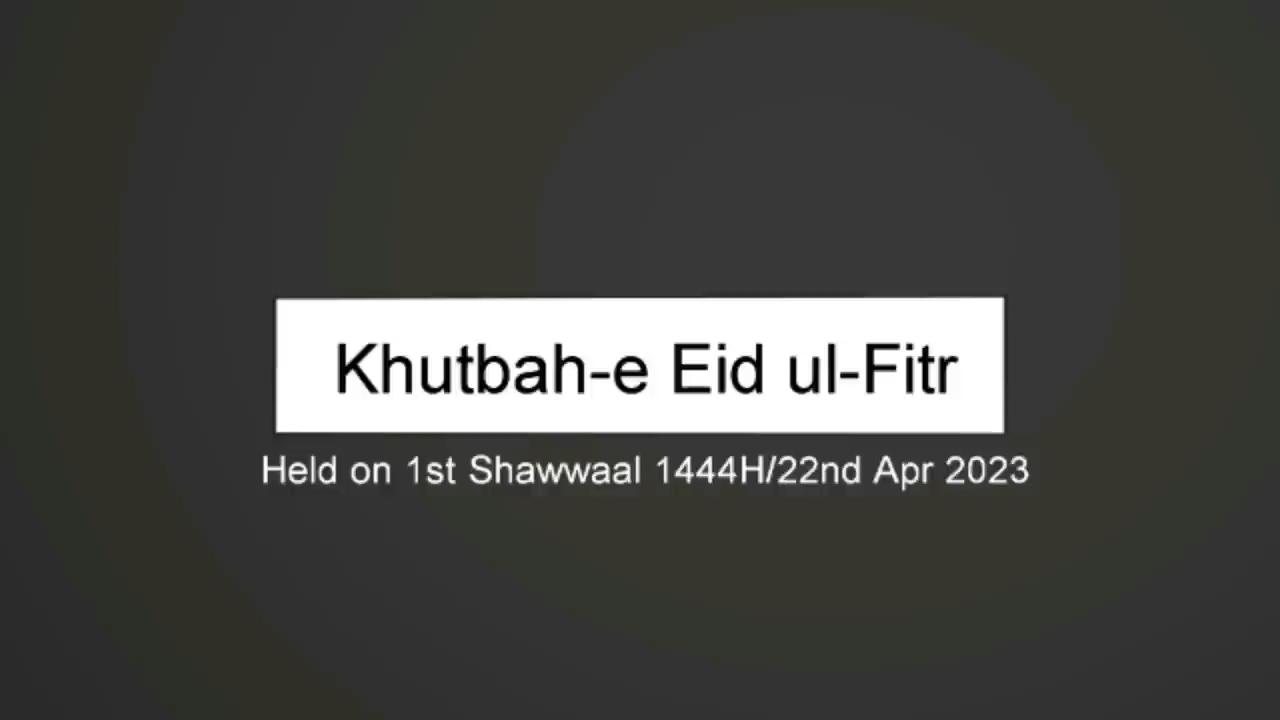 Khutbah-e Eid ul-Fitr
Held on 1st Shawwaal 1444H/22nd Apr 2023